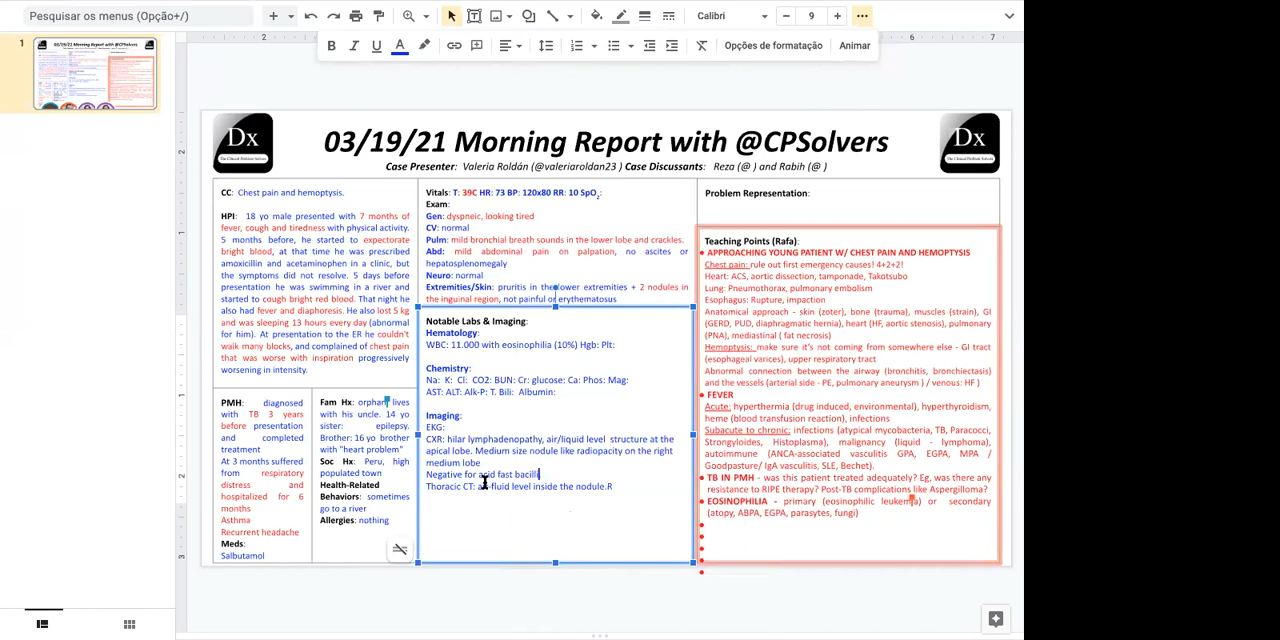 Pesquisar os menus (Opção+/)
Calibri
9
Opções de formatação
Animar
2
6
7
1
03/19/21 Morning Report with @CPSolvers
Case Presenter: Valeria Roldán (@valeriaroldan23 ) Case Discussants: Reza (@ ) and Rabih (@ )
Dx
The Clinical Problem Solvers
Dx
The Clinical Problem Solvers
CC: Chest pain and hemoptysis.
HPI: 18 yo male presented with 7 months of
fever, cough and tiredness with physical activity.
5 months before, he started to expectorate
bright blood, at that time he was prescribed
amoxicillin and acetaminophen in a clinic, but
the symptoms did not resolve. 5 days before
presentation he was swimming in a river and
started to cough bright red blood. That night he
also had fever and diaphoresis. He also lost 5 kg
and was sleeping 13 hours every day (abnormal
for him). At presentation to the ER he couldn't
walk many blocks, and complained of chest pain
that was worse with inspiration progressively
worsening in intensity.
PMH: diagnosed
with TB 3 years
before presentation
and completed
treatment
At 3 months suffered
from respiratory
distress and
hospitalized for 6
months
Asthma
Recurrent headache
Meds:
Salbutamol
Fam Hx: orphan lives
with his uncle. 14 yo
sister: epilepsy.
Brother: 16 yo brother
with "heart problem"
Soc Hx: Peru, high
populated town
Health-Related
Behaviors: sometimes
go to a river
Allergies: nothing
Vitals: T: 39C HR: 73 BP: 120x80 RR: 10 SpO2:
Exam:
Gen: dyspneic, looking tired
CV: normal
Pulm: mild bronchial breath sounds in the lower lobe and crackles.
Abd: mild abdominal pain on palpation, no ascites or
hepatosplenomegaly
Neuro: normal
Extremities/Skin: pruritis in the lower extremities + 2 nodules in
the inguinal region, not painful or erythematosus
Notable Labs & Imaging:
Hematology:
WBC: 11.000 with eosinophilia (10%) Hgb: Plt:
Chemistry:
Na: K: Cl: CO2: BUN: Cr: glucose: Ca: Phos: Mag:
AST: ALT: Alk-P: T. Bili: Albumin:
Imaging:
EKG:
CXR: hilar lymphadenopathy, air/liquid level structure at the
apical lobe. Medium size nodule like radiopacity on the right
medium lobe
Negative for acid fast bacilli
Thoracic CT: air-fluid level inside the nodule.R
Problem Representation:
Teaching Points (Rafa):
• APPROACHING YOUNG PATIENT W/ CHEST PAIN AND HEMOPTYSIS
Chest pain: rule out first emergency causes! 4+2+2!
Heart: ACS, aortic dissection, tamponade, Takotsubo
Lung: Pneumothorax, pulmony embolism
Esophagus: Rupture, impaction
Anatomical approach - skin (zoter), bone (trauma), muscles (strain), GI
(GERD, PUD, diaphragmatic hernia), heart (HF, aortic stenosis), pulmonary
(PNA), mediastinal ( fat necrosis)
Hemoptysis: make sure it's not coming from somewhere else - GI tract
(esophageal varices), upper respiratory tract
Abnormal connection between the airway (bronchitis, bronchiectasis)
and the vessels (arterial side - PE, pulmonary aneurysm ) / venous: HF )
• FEVER
Acute: hyperthermia (drug induced, environmental), hyperthyroidism,
heme (blood transfusion reaction), infections
Subacute to chronic: infections (atypical mycobacteria, TB, Paracocci,
Strongyloides, Histoplasma), malignancy (liquid - lymphoma),
autoimmune (ANCA-associated vasculitis GPA, EGPA, MPA /
Goodpasture/ IgA vasculitis, SLE, Bechet).
• TB IN PMH - was this patient treated adequately? Eg, was there any
resistance to RIPE therapy? Post-TB complications like Aspergilloma?
• EOSINOPHILIA - primary (eosinophilic leukemia) or secondary
(atopy, ABPA, EGPA, parasytes, fungi)